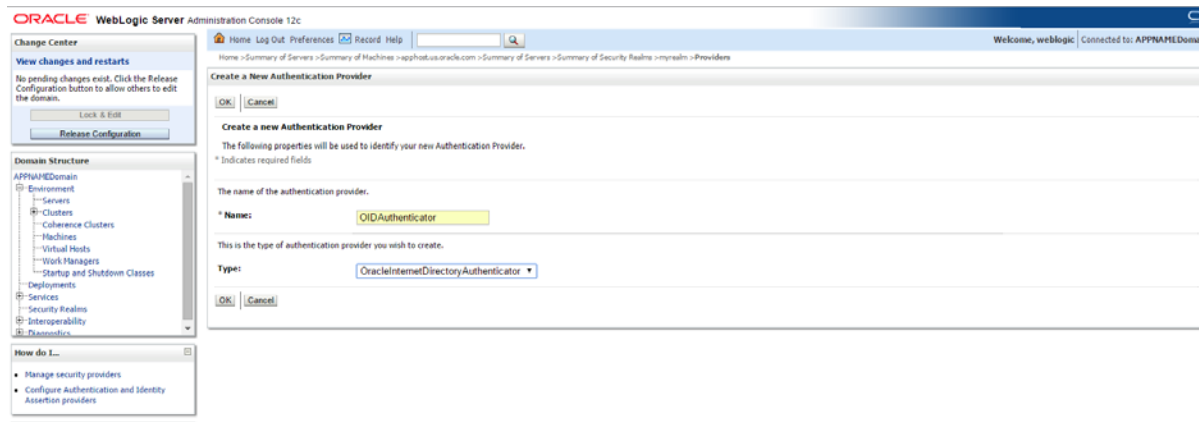 ORACLE WebLogic Server Administration Console 12c
Change Center
View changes and restarts
No pending changes exist. Click the Release
Configuration button to allow others to edit
the domain.
Lock & Edit
Release Configuration
Domain Structure
APPNAMEDomain
Environment
Servers
Clusters
Coherence Clusters
Machines
Virtual Hosts
Work Managers
Startup and Shutdown Classes
Deployments
Services
Security Realms
Interoperability
Diagnostics
How do I...
Manage security providers
Configure Authentication and Identity
Assertion providers
Home Log Out Preferences Record Help
Welcome, weblogic Connected to: APPNAMEDoma
Home >Summary of Servers >Summary of Machines >apphost.us.oracle.com >Summary of Servers >Summary of Security Realms >myrealm >Providers
Create a New Authentication Provider
OK Cancel
Create a new Authentication Provider
The following properties will be used to identify your new Authentication Provider.
* Indicates required fields
The name of the authentication provider.
* Name: OIDAuthenticator
This is the type of authentication provider you wish to create.
Type: OracleInternetDirectoryAuthenticator
OK Cancel